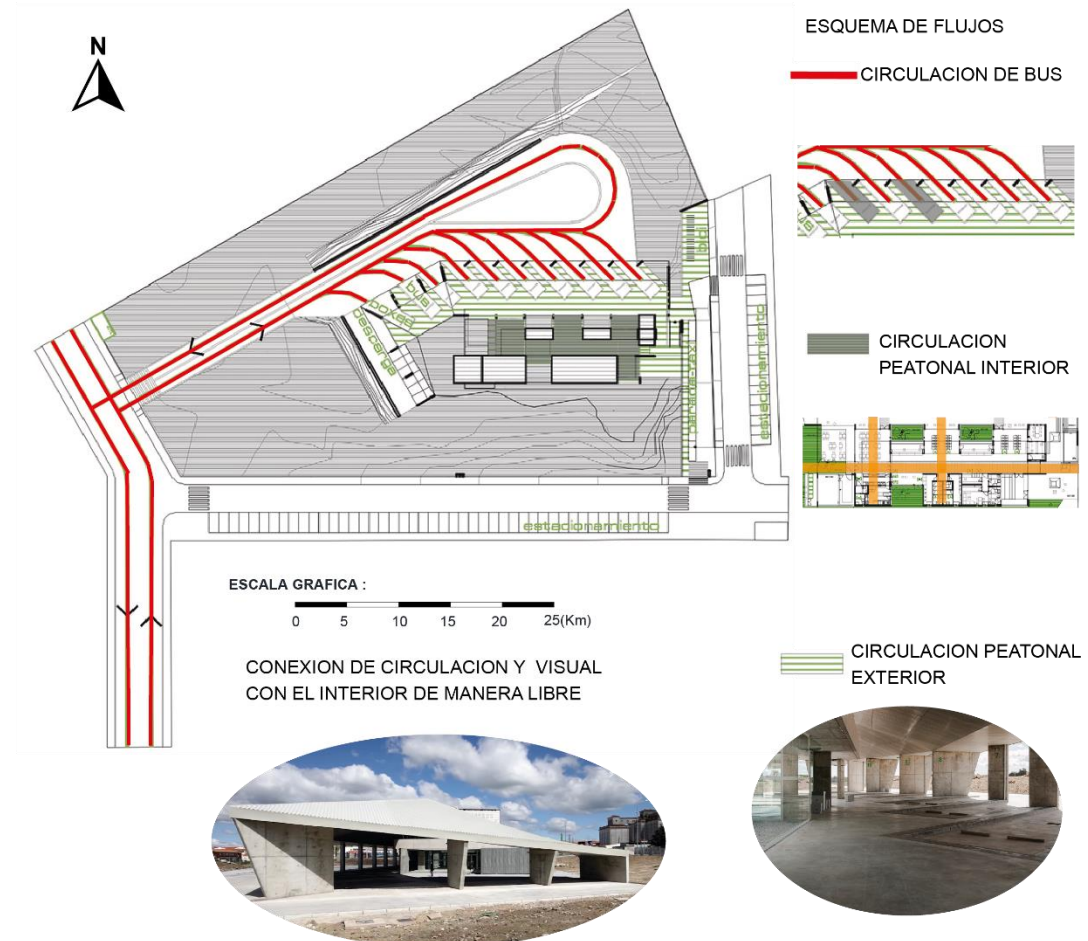 N
ESQUEMA DE FLUJOS
CIRCULACION DE BUS
bici
boxes
bus
descarga
estacionamiento
CIRCULACION
PEATONAL INTERIOR
estacionamiento
ESCALA GRAFICA :
0 5 10 15 20 25(Km)
CONEXION DE CIRCULACION Y VISUAL
CON EL INTERIOR DE MANERA LIBRE
CIRCULACION PEATONAL
EXTERIOR